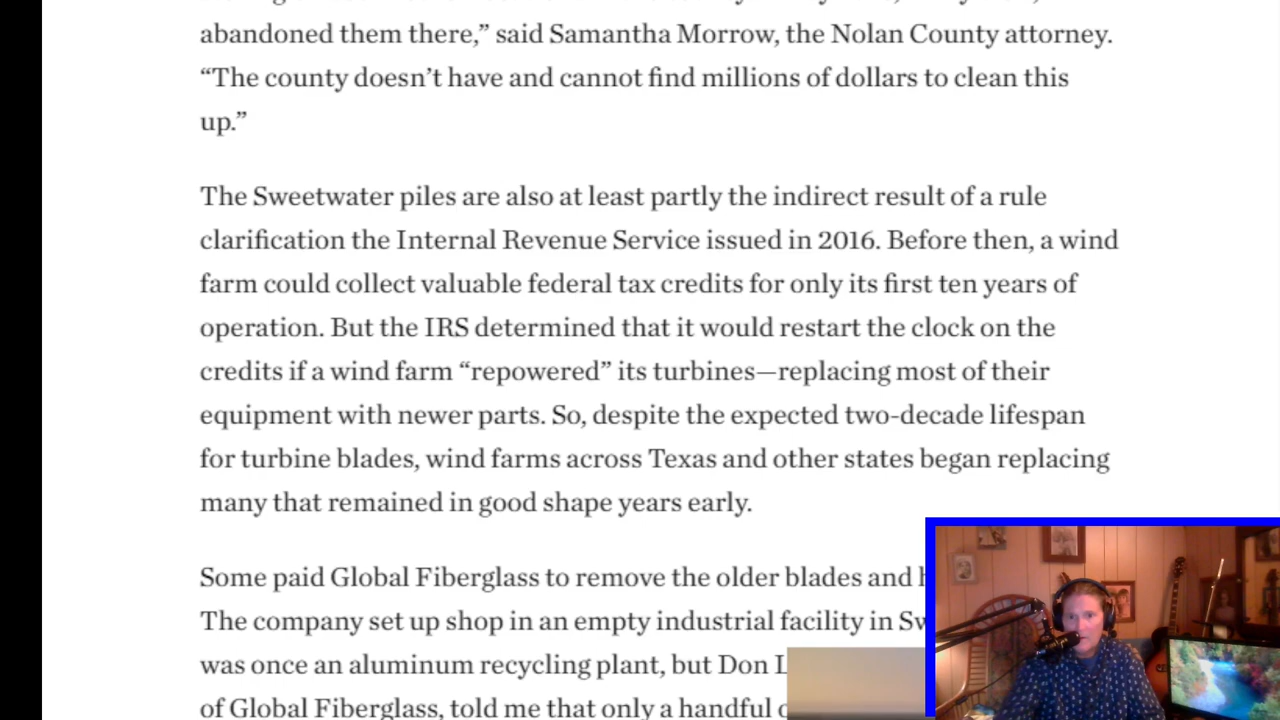 abandoned them there,” said Samantha Morrow, the Nolan County attorney.
“The county doesn’t have and cannot find millions of dollars to clean this
up.”
The Sweetwater piles are also at least partly the indirect result of a rule
clarification the Internal Revenue Service issued in 2016. Before then, a wind
farm could collect valuable federal tax credits for only its first ten years of
operation. But the IRS determined that it would restart the clock on the
credits if a wind farm “repowered” its turbines—replacing most of their
equipment with newer parts. So, despite the expected two-decade lifespan
for turbine blades, wind farms across Texas and other states began replacing
many that remained in good shape years early.
Some paid Global Fiberglass to remove the older blades and
The company set up shop in an empty industrial facility in
was once an aluminum recycling plant, but Don
of Global Fiberglass, told me that only a handful